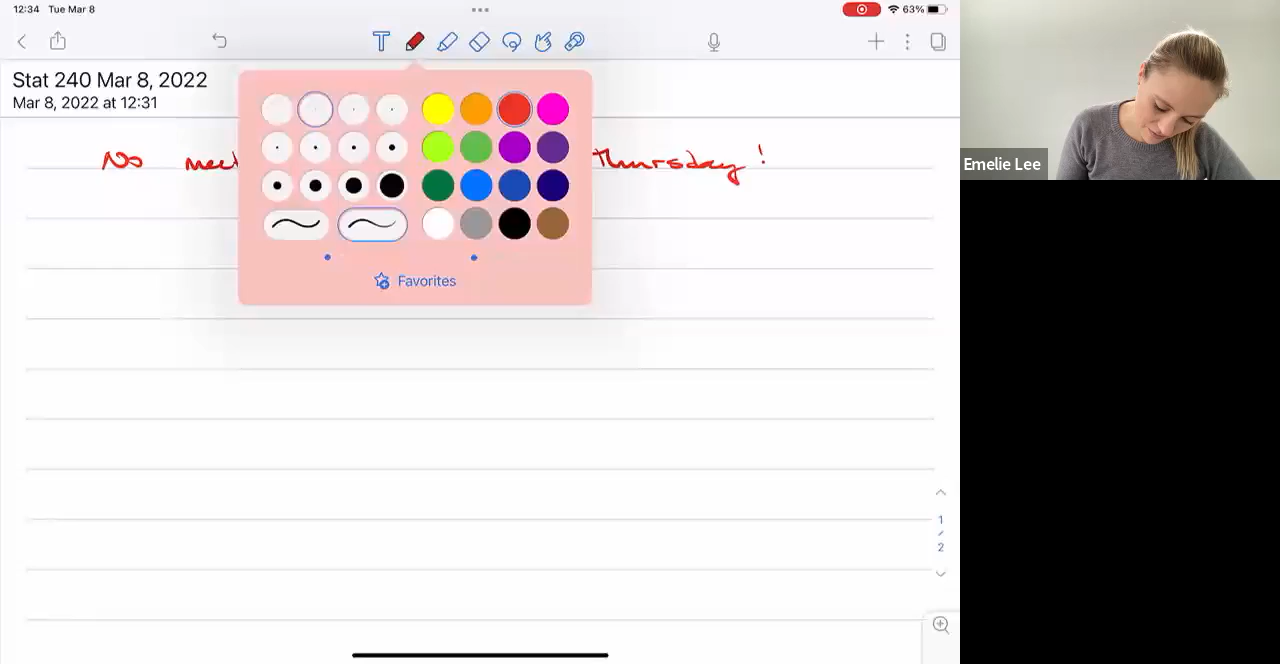 12:34 Tue Mar 8
63%
T
Stat 240 Mar 8, 2022
Mar 8, 2022 at 12:31
No thursday!
Favorites
1
/
2
Emelie Lee